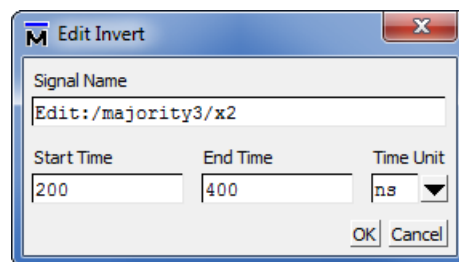 Edit Invert
Signal Name
Edit:/majority3/x2
Start Time End Time Time Unit
200 400 ns
OK Cancel